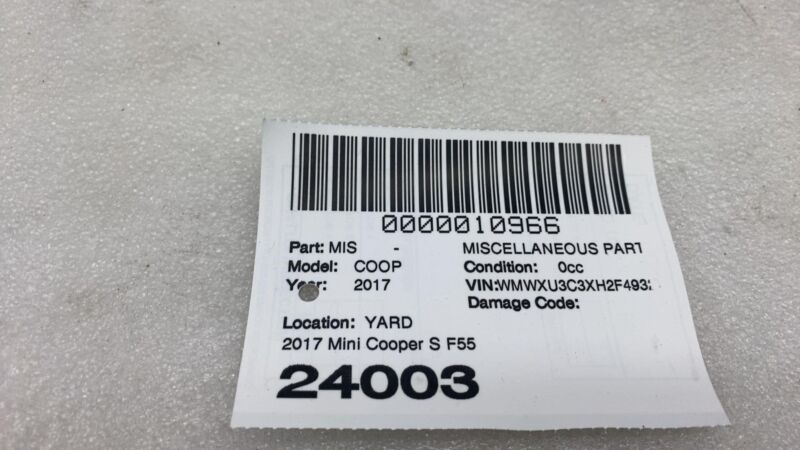 0000010966
Part: MIS - MISCELLANEOUS PART
Model: COOP Condition: 0cc
Year: 2017 VIN:WMWXU3C3XH2F493
Damage Code:
Location: YARD
2017 Mini Cooper S F55
24003